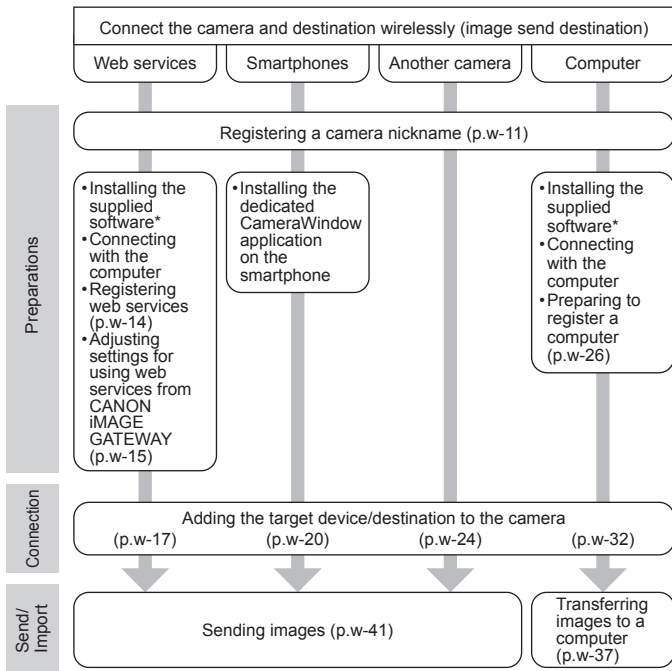 Connect the camera and destination wirelessly (image send destination)
Web services
Smartphones
Another camera
Computer
Preparations
Registering a camera nickname (p.w-11)
•Installing the
supplied
software*
•Connecting
with the
computer
•Registering
web services
(p.w-14)
•Adjusting
settings for
using web
services from
CANON
iMAGE
GATEWAY
(p.w-15)
•Installing the
dedicated
CameraWindow
application
on the
smartphone
•Installing the
supplied
software*
•Connecting
with the
computer
•Preparing to
register a
computer
(p.w-26)
Connection
Adding the target device/destination to the camera
(p.w-17)
(p.w-20)
(p.w-24)
(p.w-32)
Send/
Import
Sending images (p.w-41)
Transferring
images to a
computer
(p.w-37)